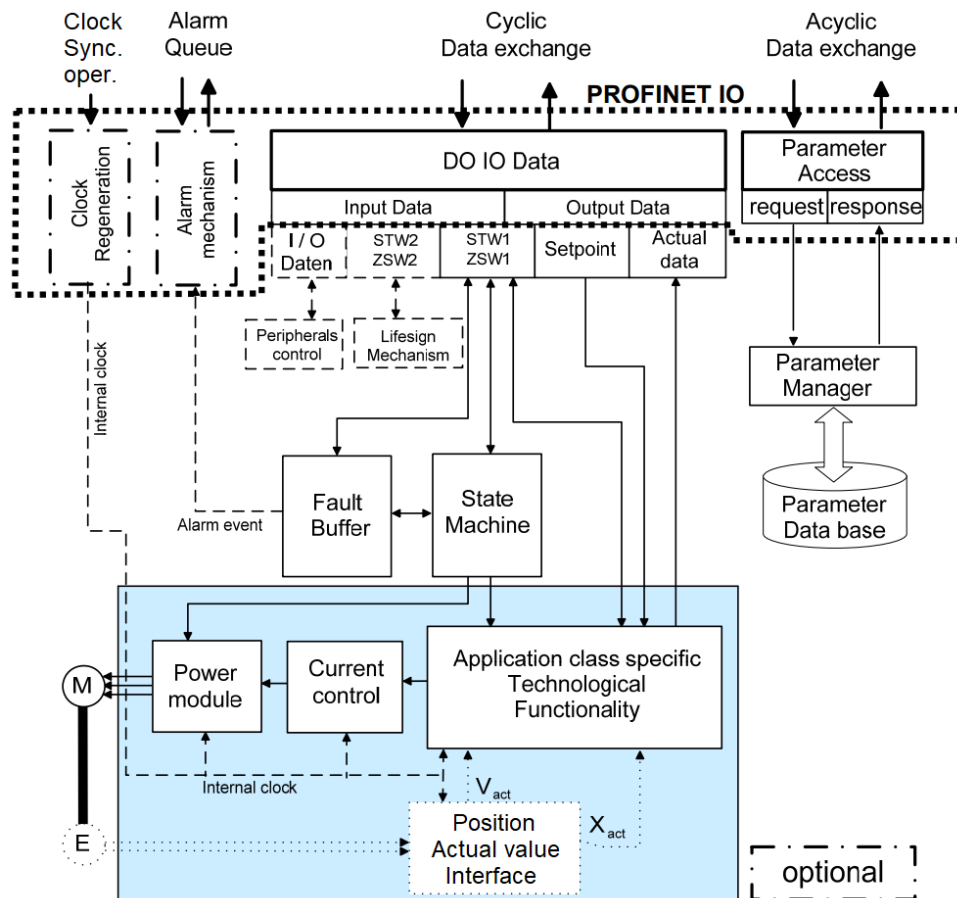 Clock
Sync.
oper.
Alarm
Queue
Cyclic
Data exchange
Acyclic
Data exchange
PROFINET IO
Clock
Regeneration
Alarm
mechanism
DO IO Data
Input Data
Output Data
I / O
Daten
STW2
ZSW2
STW1
ZSW1
Setpoint
Actual
data
Parameter
Access
request
response
Peripherals
control
Lifesign
Mechanism
Internal clock
Parameter
Manager
Parameter
Data base
Alarm event
Fault
Buffer
State
Machine
M
Power
module
Current
control
Application class specific
Technological
Functionality
Internal clock
Vact
Xact
E
Position
Actual value
Interface
optional